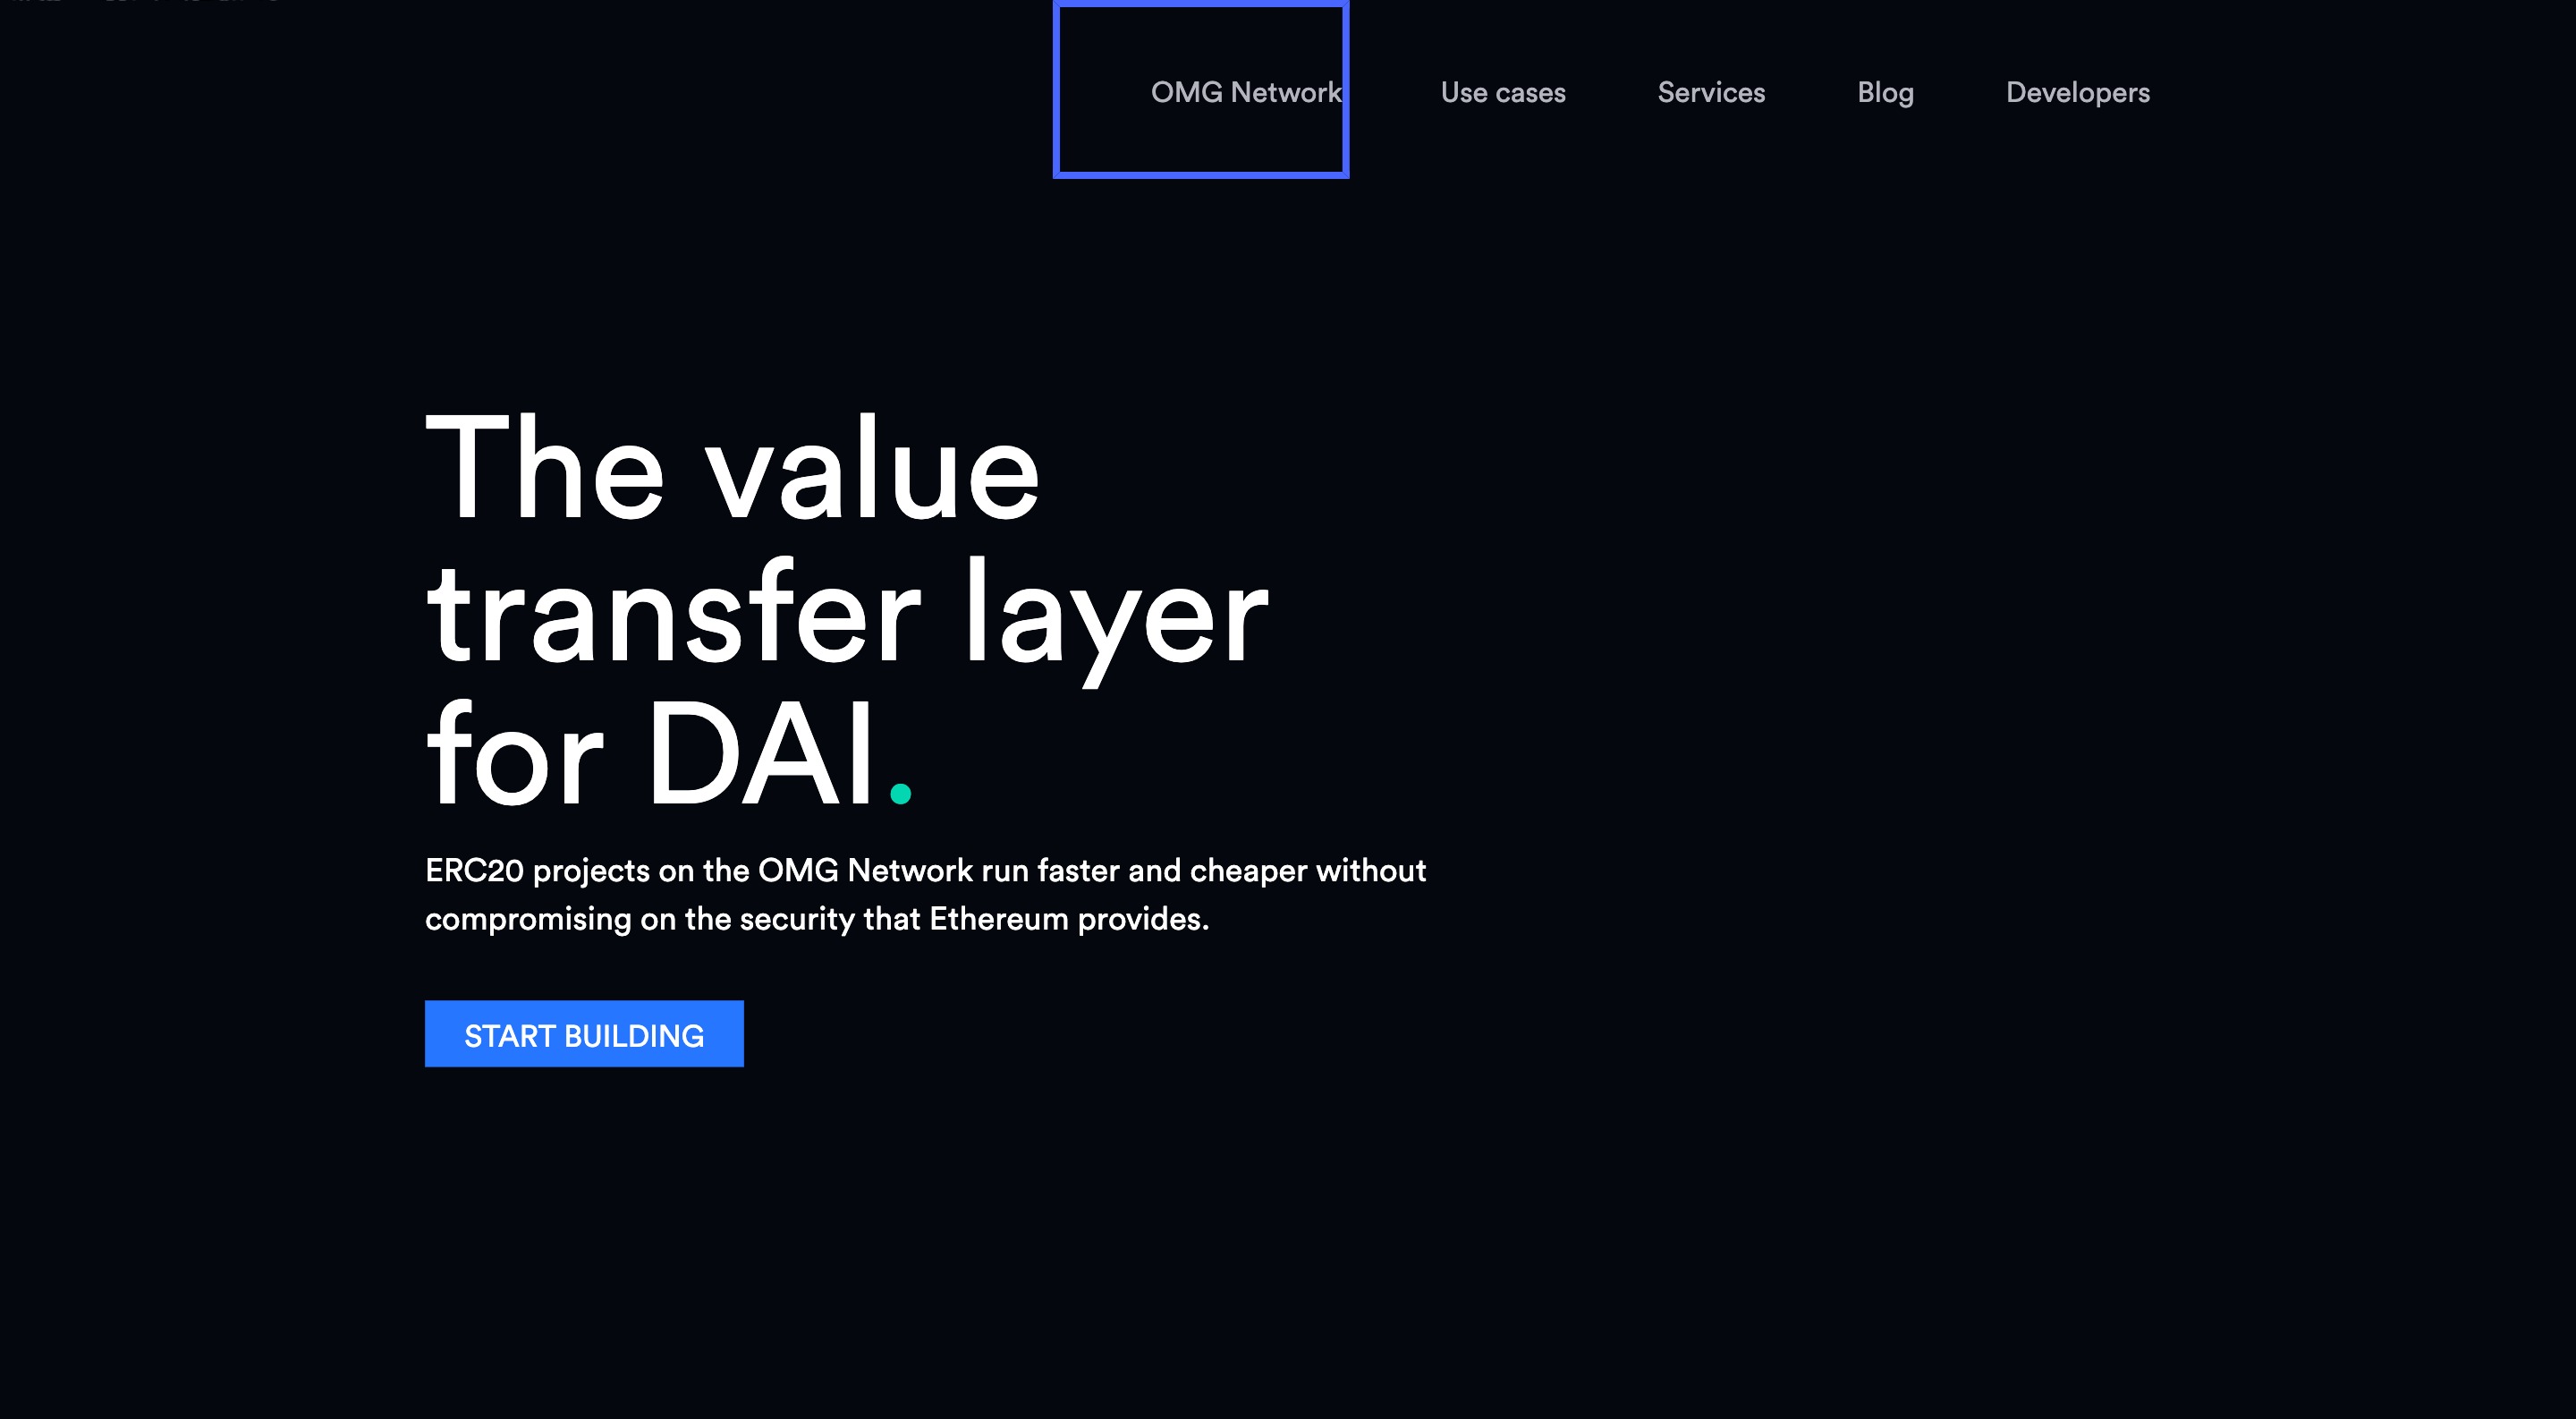 OMG Network Use cases Services Blog Developers
The value
transfer layer
for DAI.
ERC20 projects on the OMG Network run faster and cheaper without
compromising on the security that Ethereum provides.
START BUILDING